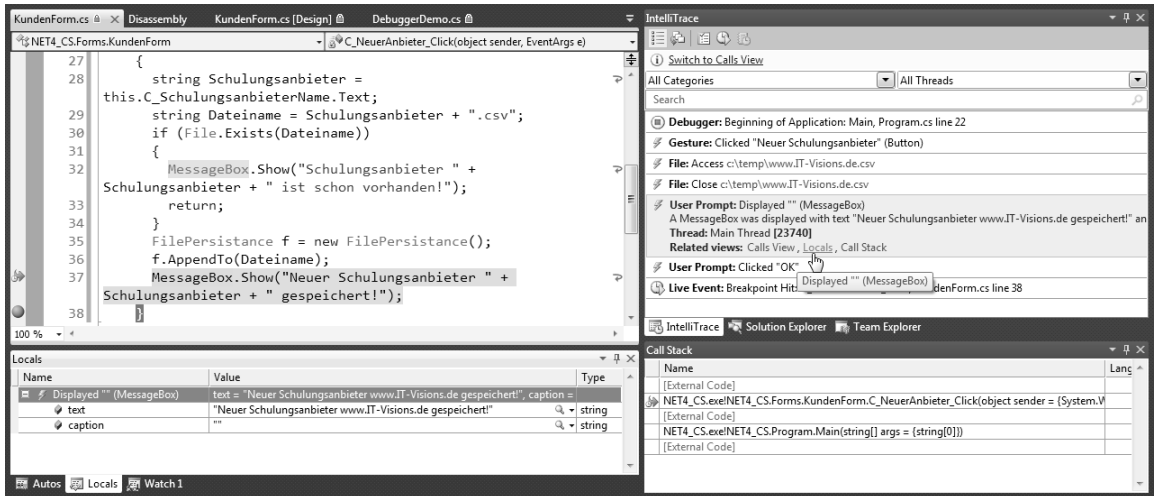 KundenForm.cs
Disassembly
KundenForm.cs [Design]
DebuggerDemo.cs
NET4_CS.Forms.KundenForm
C_NeuerAnbieter_Click(object sender, EventArgs e)
27 {
28 string Schulungsanbieter =
this.C_SchulungsanbieterName.Text;
29 string Dateiname = Schulungsanbieter + ".csv";
30 if (File.Exists(Dateiname))
31 {
32 MessageBox.Show("Schulungsanbieter " +
Schulungsanbieter + " ist schon vorhanden!");
33 return;
34 }
35 FilePersistance f = new FilePersistance();
36 f.AppendTo(Dateiname);
37 MessageBox.Show("Neuer Schulungsanbieter " +
Schulungsanbieter + " gespeichert!");
38 }
100 %
IntelliTrace
Switch to Calls View
All Categories
All Threads
Search
Debugger: Beginning of Application: Main, Program.cs line 22
Gesture: Clicked "Neuer Schulungsanbieter" (Button)
File: Access c:\temp\www.IT-Visions.de.csv
File: Close c:\temp\www.IT-Visions.de.csv
User Prompt: Displayed "" (MessageBox)
A MessageBox was displayed with text "Neuer Schulungsanbieter www.IT-Visions.de gespeichert!" an
Thread: Main Thread [23740]
Related views: Calls View , Locals , Call Stack
User Prompt: Clicked "OK"
Displayed "" (MessageBox)
Live Event: Breakpoint Hit: denForm.cs line 38
IntelliTrace
Solution Explorer
Team Explorer
Locals
Name Value Type
Displayed "" (MessageBox) text = "Neuer Schulungsanbieter www.IT-Visions.de gespeichert!", caption =
text "Neuer Schulungsanbieter www.IT-Visions.de gespeichert!" string
caption "" string
Autos
Locals
Watch 1
Call Stack
Name Lang
[External Code]
NET4_CS.exe!NET4_CS.Forms.KundenForm.C_NeuerAnbieter_Click(object sender = {System.W
[External Code]
NET4_CS.exe!NET4_CS.Program.Main(string[] args = {string[0]})
[External Code]